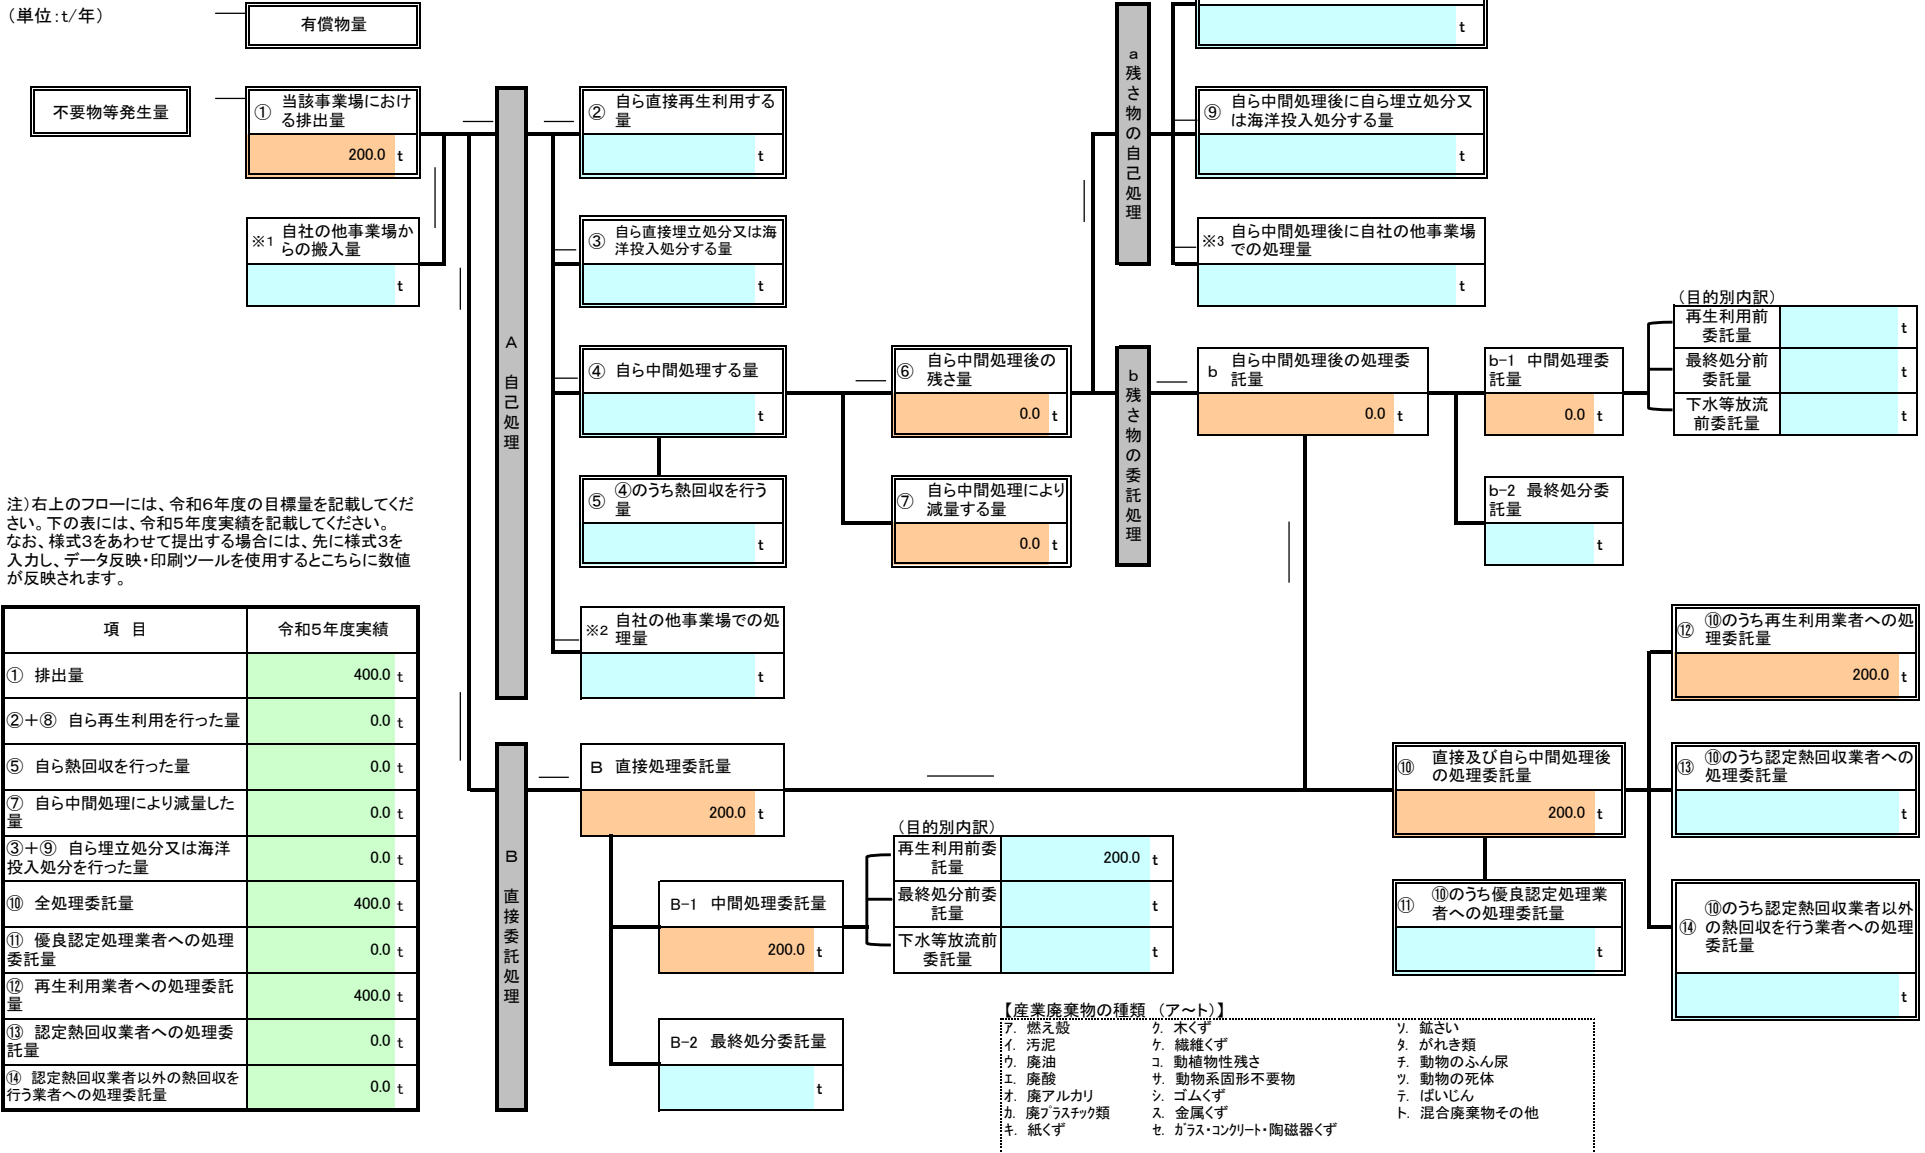 （単位：t/年）
有償物量
t
不要物等発生量
① 当該事業場におけ
る排出量
200.0 t
② 自ら直接再生利用する
量
t
a 残さ物の自己処理
⑨ 自ら中間処理後に自ら埋立処分又
は海洋投入処分する量
t
※1 自社の他事業場か
らの搬入量
t
③ 自ら直接埋立処分又は海
洋投入処分する量
t
※3 自ら中間処理後に自社の他事業場
での処理量
t
A 自己処理
④ 自ら中間処理する量
t
⑥ 自ら中間処理後の
残さ量
0.0 t
b 残さ物の委託処理
b 自ら中間処理後の処理委
託量
0.0 t
b-1 中間処理委
託量
0.0 t
（目的別内訳）
再生利用前
委託量
t
最終処分前
委託量
t
下水等放流
前委託量
t
⑤ ④のうち熱回収を行う
量
t
⑦ 自ら中間処理により
減量する量
0.0 t
b-2 最終処分委
託量
t
注）右上のフローには、令和6年度の目標量を記載してくだ
さい。下の表には、令和5年度実績を記載してください。
なお、様式3をあわせて提出する場合には、先に様式3を
入力し、データ反映・印刷ツールを使用するとこちらに数値
が反映されます。
※2 自社の他事業場での処
理量
t
項 目 令和5年度実績
① 排出量 400.0 t
②＋⑧ 自ら再生利用を行った量 0.0 t
⑤ 自ら熱回収を行った量 0.0 t
⑦ 自ら中間処理により減量した
量 0.0 t
③＋⑨ 自ら埋立処分又は海洋
投入処分を行った量 0.0 t
⑩ 全処理委託量 400.0 t
⑪ 優良認定処理業者への処理
委託量 0.0 t
⑫ 再生利用業者への処理委託
量 400.0 t
⑬ 認定熱回収業者への処理委
託量 0.0 t
⑭ 認定熱回収業者以外の熱回収を
行う業者への処理委託量 0.0 t
B 直接委託処理
B 直接処理委託量
200.0 t
B-1 中間処理委託量
200.0 t
（目的別内訳）
再生利用前委
託量
200.0 t
最終処分前委
託量
t
下水等放流前
委託量
t
B-2 最終処分委託量
t
⑩ 直接及び自ら中間処理後
の処理委託量
200.0 t
⑪ ⑩のうち優良認定処理業
者への処理委託量
t
⑫ ⑩のうち再生利用業者への処
理委託量
200.0 t
⑬ ⑩のうち認定熱回収業者への
処理委託量
t
⑭ ⑩のうち認定熱回収業者以外
の熱回収を行う業者への処理
委託量
t
【産業廃棄物の種類 （ア～ト）】
ア. 燃え殻 ク. 木くず ソ. 鉱さい
イ. 汚泥 ケ. 繊維くず タ. がれき類
ウ. 廃油 コ. 動植物性残さ チ. 動物のふん尿
エ. 廃酸 サ. 動物系固形不要物 ツ. 動物の死体
オ. 廃アルカリ シ. ゴムくず テ. ばいじん
カ. 廃プラスチック類 ス. 金属くず ト. 混合廃棄物その他
キ. 紙くず セ. ガラス・コンクリート・陶磁器くず